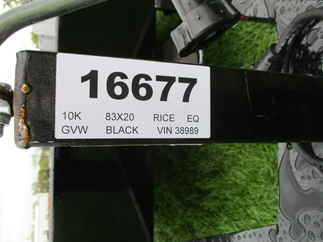 16677
10K 83X20 RICE EQ
GVW BLACK VIN 38989